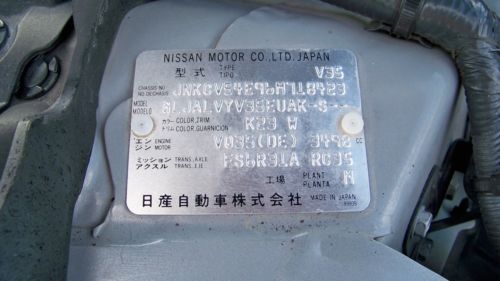 NISSAN MOTOR CO., LTD. JAPAN
型式 TYPE TIPO V35
CHASSIS NO NO DE CHASIS JNKCV54E96M718423
MODEL MODELO GLJALVYV35EUAK-S--
カラー トリム COLOR, TRIM COLOR, GUARNICION K23 W
エンジン ENGINE MOTOR VQ35(DE) 3498 CC
ミッション アクスル TRANS., AXLE TRANS., EJE FS6R31A RC35
工場 PLANT PLANTA M
日産自動車株式会社 MADE IN JAPAN